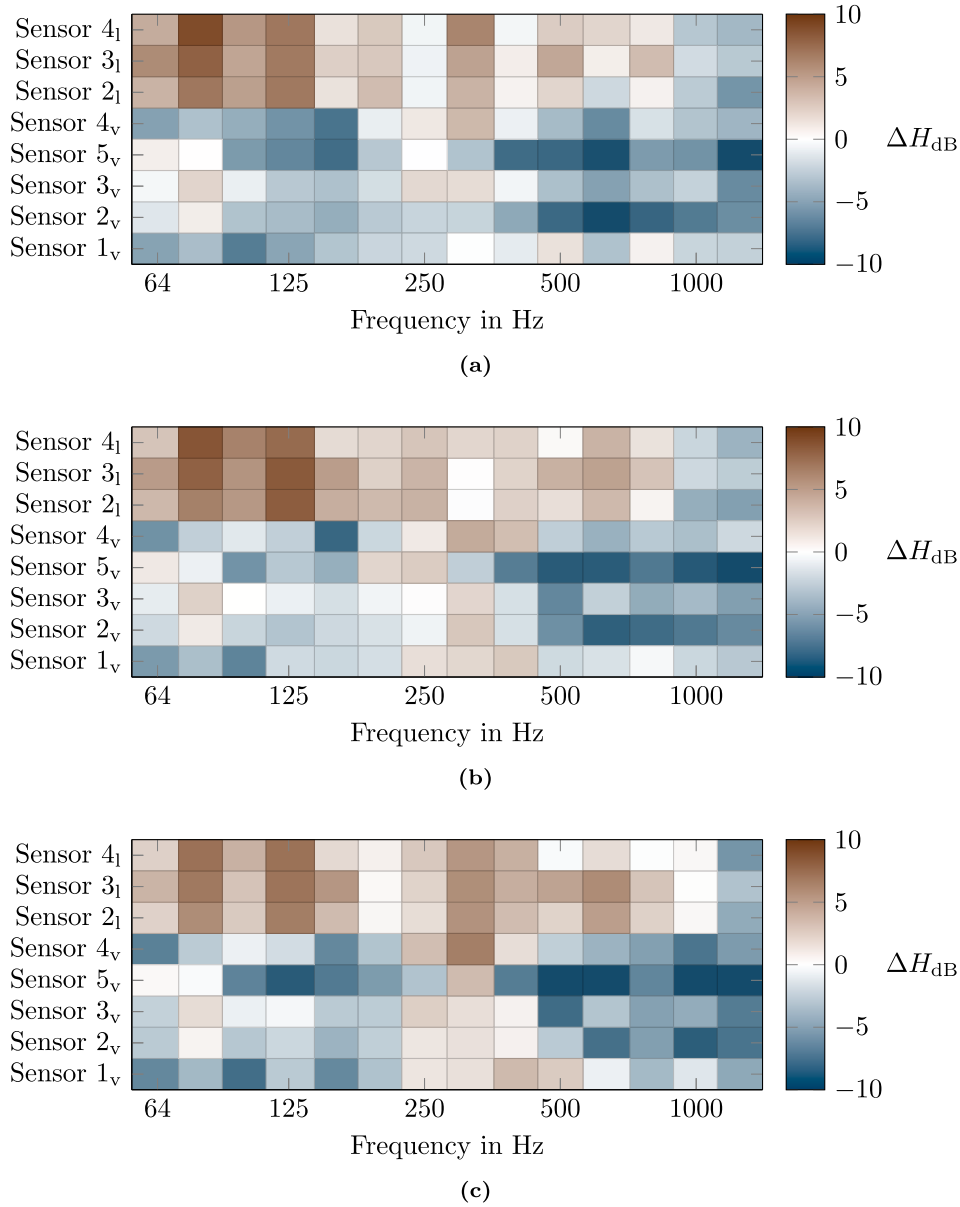 Sensor 4l
Sensor 3l
Sensor 2l
Sensor 4v
Sensor 5v
Sensor 3v
Sensor 2v
Sensor 1v
64 125 250 500 1000
Frequency in Hz
10
5
0
−5
−10
ΔHdB
(a)
Sensor 4l
Sensor 3l
Sensor 2l
Sensor 4v
Sensor 5v
Sensor 3v
Sensor 2v
Sensor 1v
64 125 250 500 1000
Frequency in Hz
10
5
0
−5
−10
ΔHdB
(b)
Sensor 4l
Sensor 3l
Sensor 2l
Sensor 4v
Sensor 5v
Sensor 3v
Sensor 2v
Sensor 1v
64 125 250 500 1000
Frequency in Hz
10
5
0
−5
−10
ΔHdB
(c)